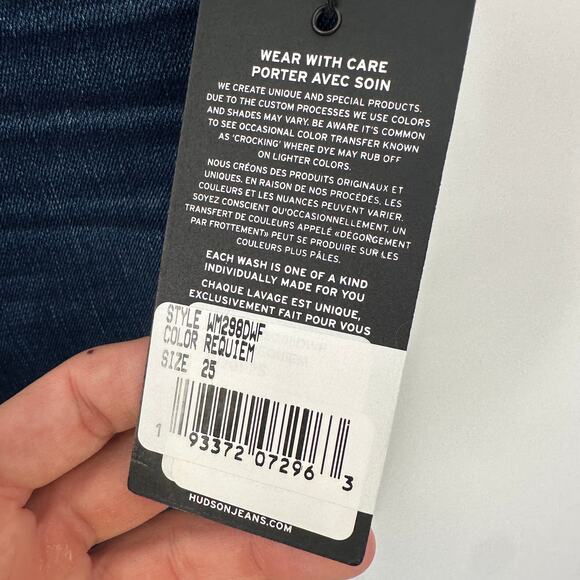 WEAR WITH CARE
PORTER AVEC SOIN
WE CREATE UNIQUE AND SPECIAL PRODUCTS.
DUE TO THE CUSTOM PROCESSES WE USE COLORS
AND SHADES MAY VARY. BE AWARE IT'S COMMON
TO SEE OCCASIONAL COLOR TRANSFER KNOWN
AS 'CROCKING' WHERE DYE MAY RUB OFF
ON LIGHTER COLORS.
NOUS CRÉONS DES PRODUITS ORIGINAUX ET
UNIQUES, EN RAISON DE NOS PROCÉDÉS, LES
COULEURS ET LES NUANCES PEUVENT VARIER.
SOYEZ CONSCIENT QU'OCCASIONNELLEMENT, UN
TRANSFERT DE COULEURS APPELÉ «DÉGORGEMENT
PAR FROTTEMENT» PEUT SE PRODUIRE SUR LES
COULEURS PLUS PÂLES.
EACH WASH IS ONE OF A KIND
INDIVIDUALLY MADE FOR YOU
CHAQUE LAVAGE EST UNIQUE,
EXCLUSIVEMENT FAIT POUR VOUS
STYLE WM298DWF
COLOR REQUIEM
SIZE 25
1 93372 07296 3
HUDSONJEANS.COM